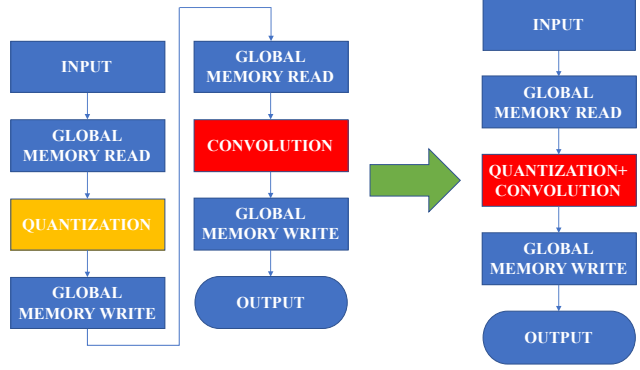 INPUT
GLOBAL
MEMORY READ
QUANTIZATION
GLOBAL
MEMORY WRITE
GLOBAL
MEMORY READ
CONVOLUTION
GLOBAL
MEMORY WRITE
OUTPUT
INPUT
GLOBAL
MEMORY READ
QUANTIZATION+
CONVOLUTION
GLOBAL
MEMORY WRITE
OUTPUT